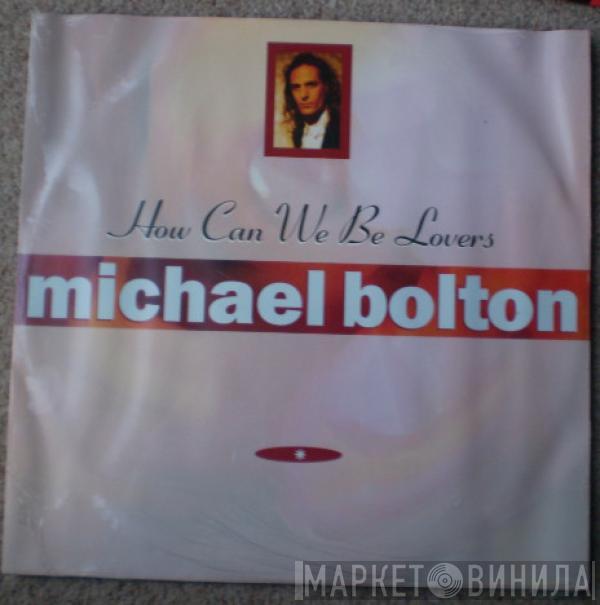 How Can We Be Lovers
michael bolton
*
МАРКЕТ ВИНИЛА